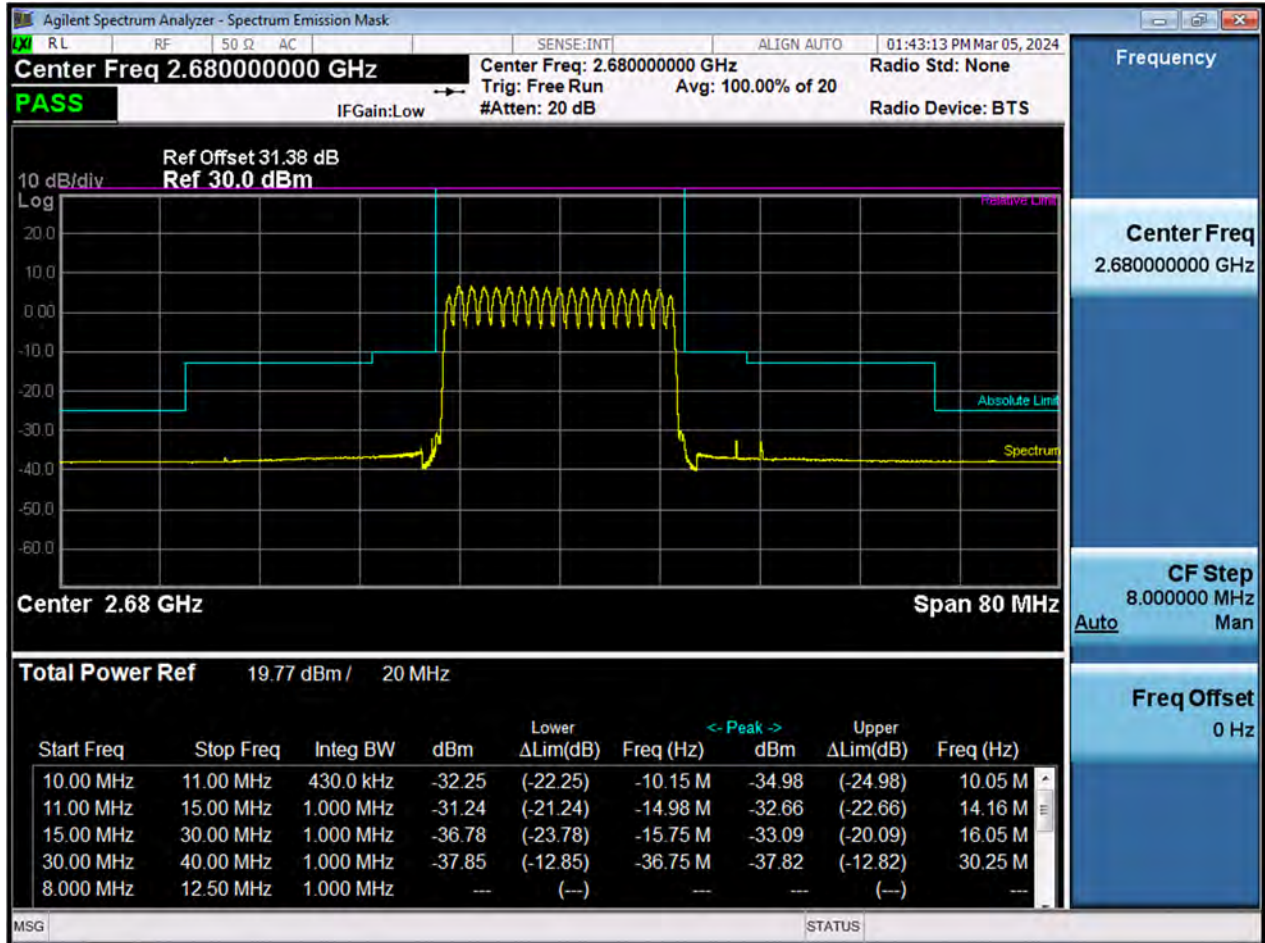 Agilent Spectrum Analyzer - Spectrum Emission Mask
LXI RL RF 50 Ω AC SENSE:INT ALIGN AUTO 01:43:13 PM Mar 05, 2024
Center Freq 2.680000000 GHz
PASS
IFGain:Low
Center Freq: 2.680000000 GHz
Trig: Free Run Avg: 100.00% of 20
#Atten: 20 dB
Radio Std: None
Radio Device: BTS
Ref Offset 31.38 dB
10 dB/div Ref 30.0 dBm
Log
Relative Limit
20.0
10.0
0.00
-10.0
-20.0
Absolute Limit
-30.0
Spectrum
-40.0
-50.0
-60.0
Center 2.68 GHz Span 80 MHz
Total Power Ref 19.77 dBm / 20 MHz
Lower <- Peak -> Upper
Start Freq Stop Freq Integ BW dBm ΔLim(dB) Freq (Hz) dBm ΔLim(dB) Freq (Hz)
10.00 MHz 11.00 MHz 430.0 kHz -32.25 (-22.25) -10.15 M -34.98 (-24.98) 10.05 M
11.00 MHz 15.00 MHz 1.000 MHz -31.24 (-21.24) -14.98 M -32.66 (-22.66) 14.16 M
15.00 MHz 30.00 MHz 1.000 MHz -36.78 (-23.78) -15.75 M -33.09 (-20.09) 16.05 M
30.00 MHz 40.00 MHz 1.000 MHz -37.85 (-12.85) -36.75 M -37.82 (-12.82) 30.25 M
8.000 MHz 12.50 MHz 1.000 MHz --- (---) --- --- (---) ---
MSG STATUS
Frequency
Center Freq
2.680000000 GHz
CF Step
8.000000 MHz
Auto Man
Freq Offset
0 Hz